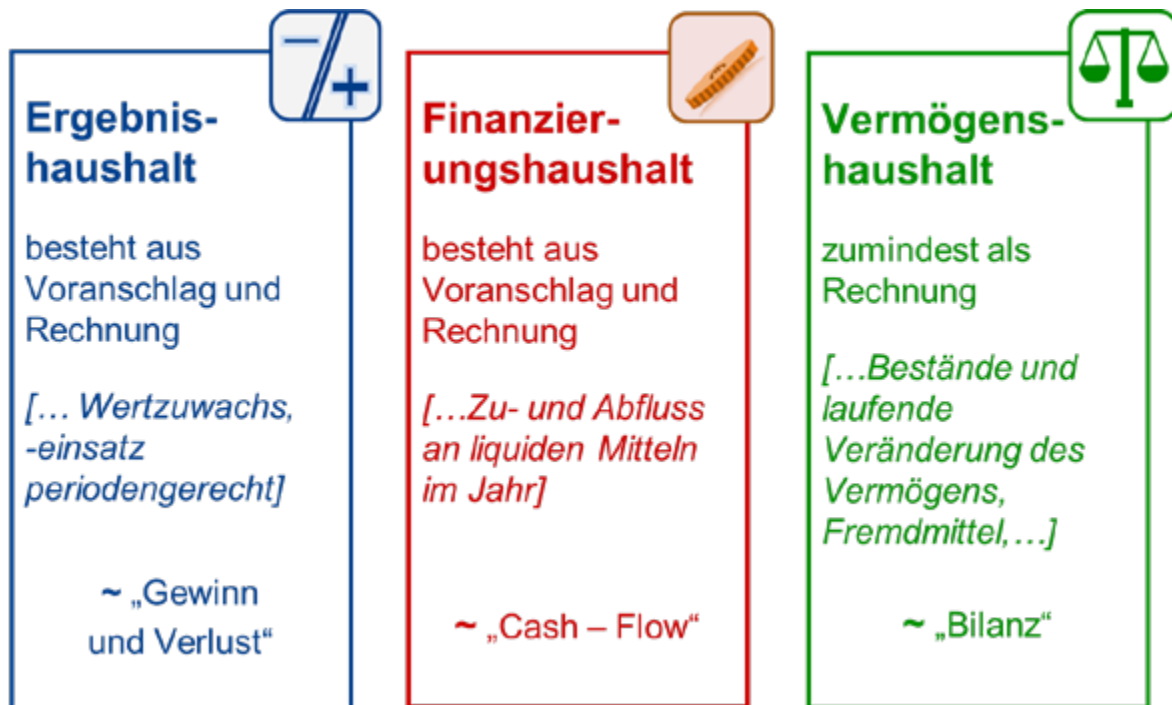 Ergebnis-
haushalt
besteht aus
Voranschlag und
Rechnung
[… Wertzuwachs,
-einsatz
periodengerecht]
~ „Gewinn
und Verlust“
Finanzier-
ungshaushalt
besteht aus
Voranschlag und
Rechnung
[…Zu- und Abfluss
an liquiden Mitteln
im Jahr]
~ „Cash – Flow“
Vermögens-
haushalt
zumindest als
Rechnung
[…Bestände und
laufende
Veränderung des
Vermögens,
Fremdmittel,…]
~ „Bilanz“